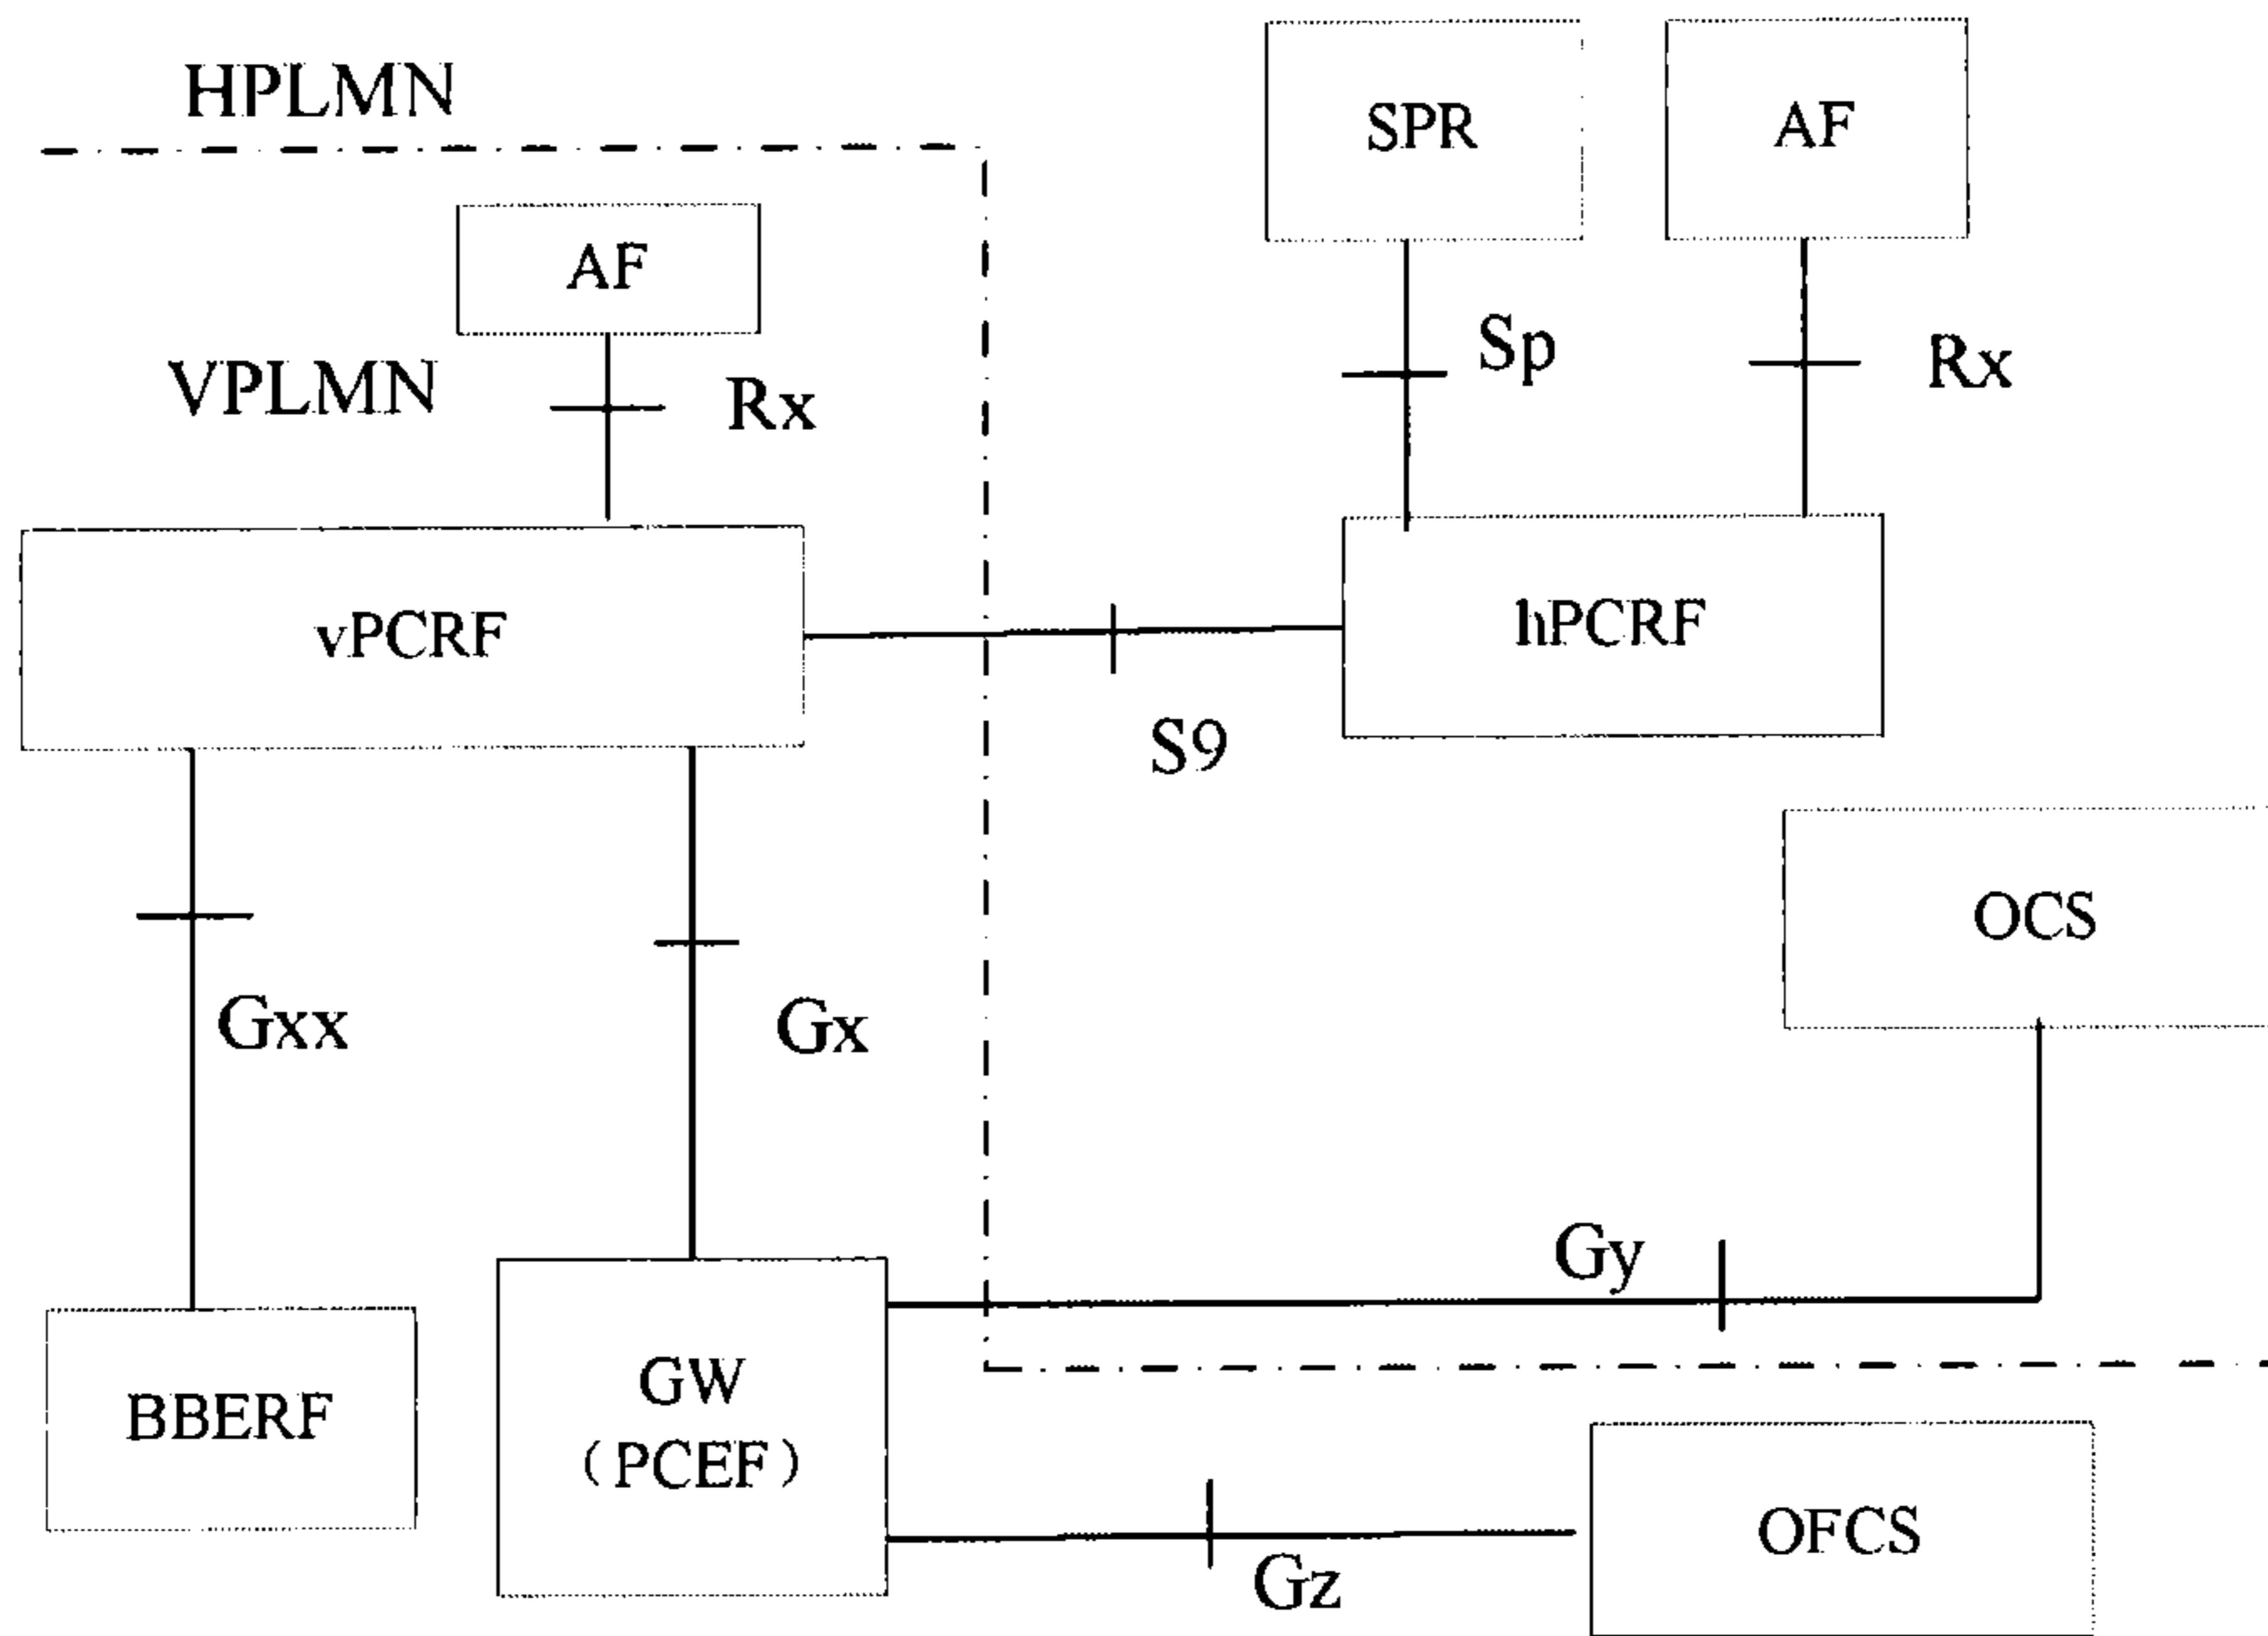 HPLMN
SPR
AF
AF
VPLMN
Rx
Sp
Rx
vPCRF
hPCRF
S9
OCS
Gxx
Gx
Gy
BBERF
GW
（PCEF）
OFCS
Gz